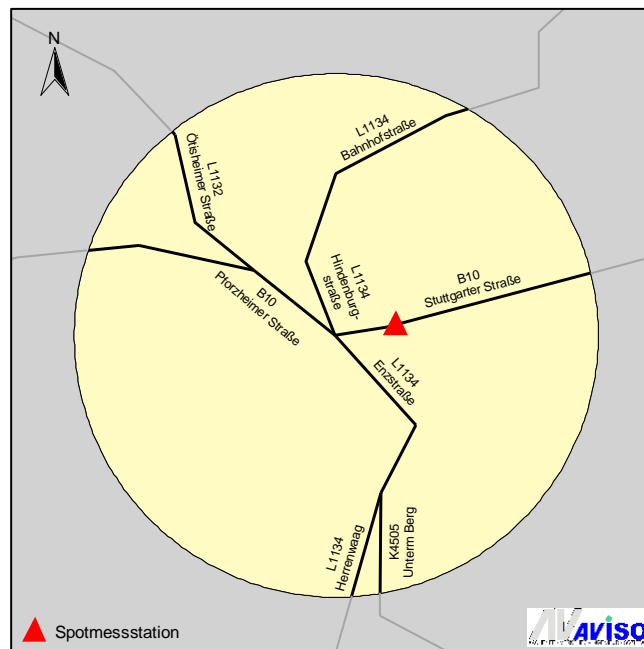 N
L1134
Bahnhofstraße
L1132
Ötisheimer Straße
L1134
Hindenburg-
straße
B10
Stuttgarter Straße
B10
Pforzheimer Straße
L1134
Enzstraße
L1134
Herrenwaag
K4505
Unterm Berg
Spotmessstation
AViSO